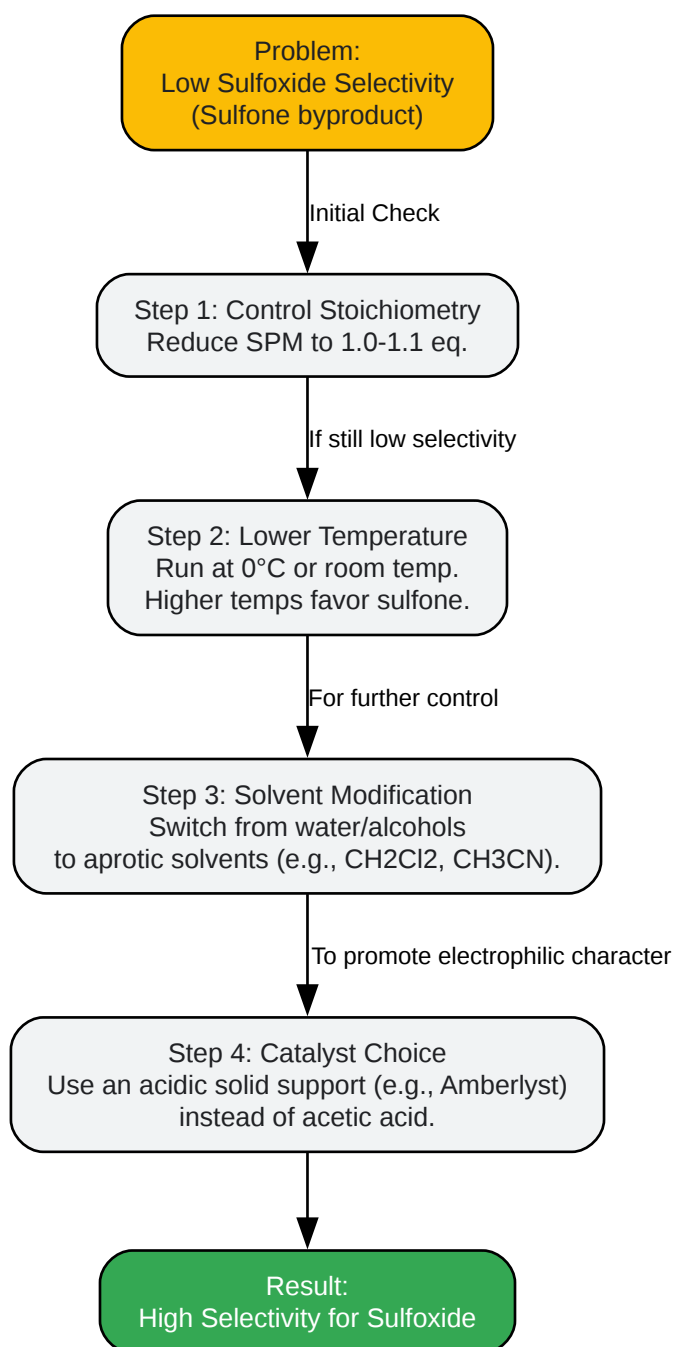 Problem:
Low Sulfoxide Selectivity
(Sulfone byproduct)
Initial Check
Step 1: Control Stoichiometry
Reduce SPM to 1.0-1.1 eq.
If still low selectivity
Step 2: Lower Temperature
Run at 0°C or room temp.
Higher temps favor sulfone.
For further control
Step 3: Solvent Modification
Switch from water/alcohols
to aprotic solvents (e.g., CH2Cl2, CH3CN).
To promote electrophilic character
Step 4: Catalyst Choice
Use an acidic solid support (e.g., Amberlyst)
instead of acetic acid.
Result:
High Selectivity for Sulfoxide